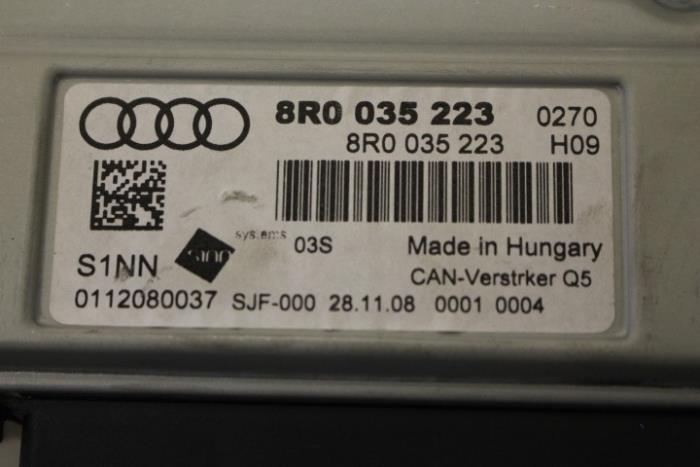 8R0 035 223 0270
8R0 035 223 H09
systems 03S Made in Hungary
S1NN CAN-Verstrker Q5
0112080037 SJF-000 28.11.08 0001 0004